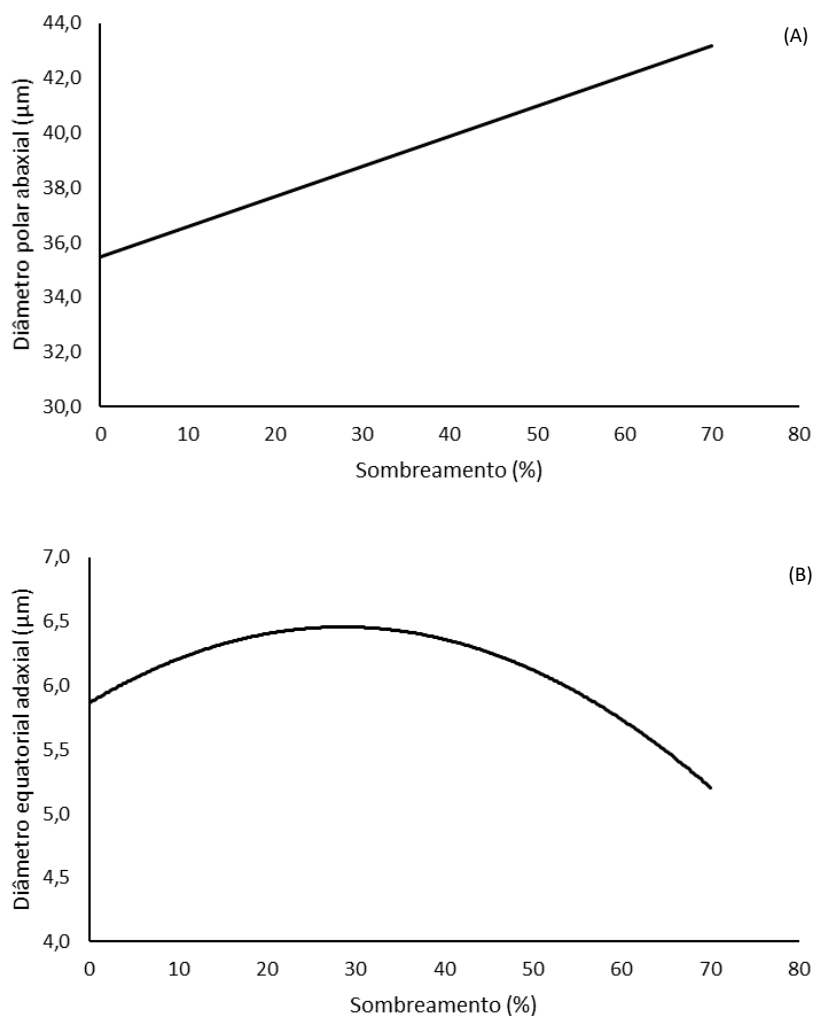 (A)
Diâmetro polar abaxial (µm)
44,0
42,0
40,0
38,0
36,0
34,0
32,0
30,0
0 10 20 30 40 50 60 70 80
Sombreamento (%)
(B)
Diâmetro equatorial adaxial (µm)
7,0
6,5
6,0
5,5
5,0
4,5
4,0
0 10 20 30 40 50 60 70 80
Sombreamento (%)